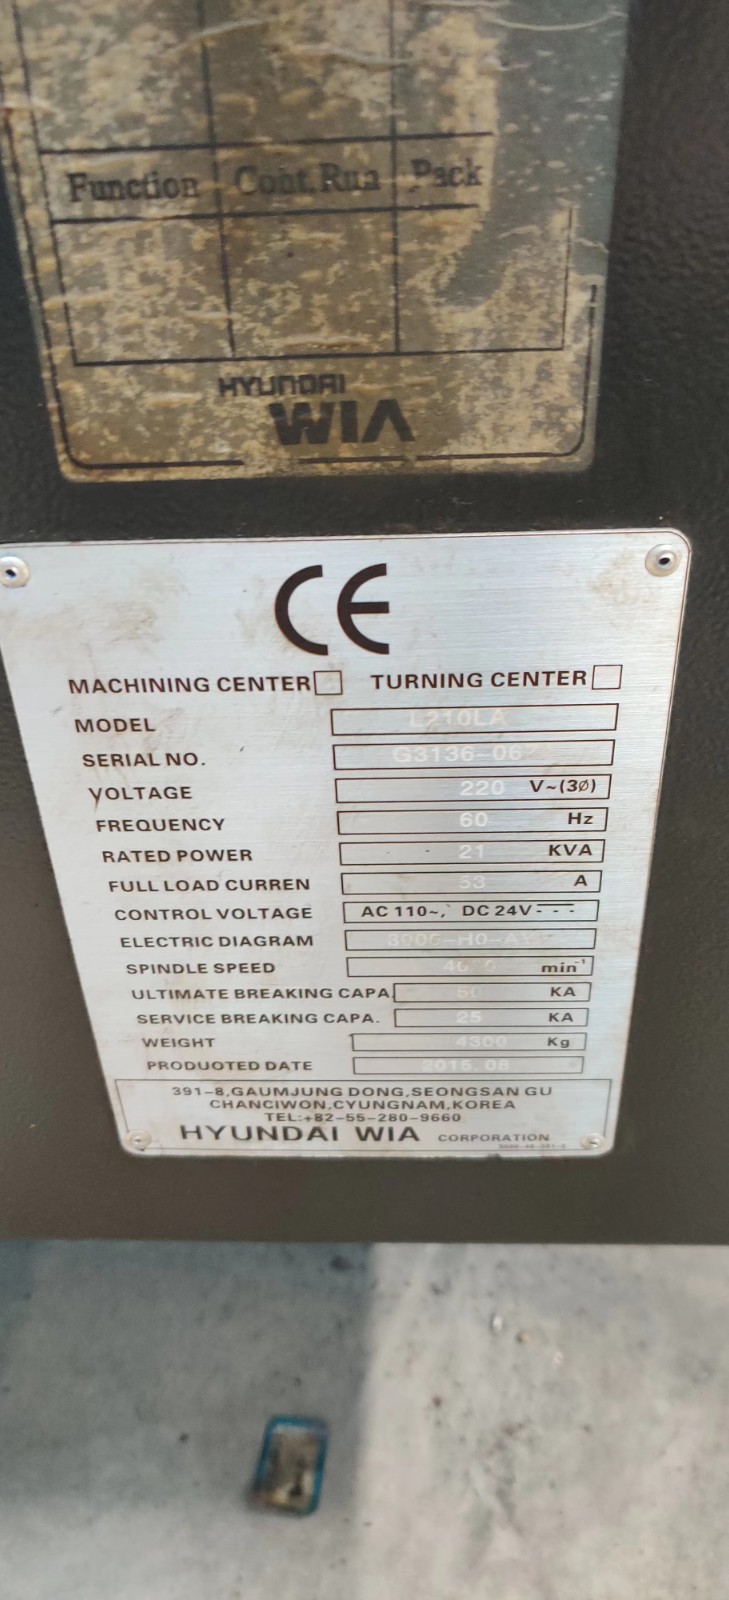 Function Cont.Run Pack
HYUNDAI
WIA
CE
MACHINING CENTER TURNING CENTER
MODEL L210LA
SERIAL NO.
VOLTAGE 220 V~(3Ø)
FREQUENCY 60 Hz
RATED POWER 21 KVA
FULL LOAD CURREN 53 A
CONTROL VOLTAGE AC 110~, DC 24V
ELECTRIC DIAGRAM
SPINDLE SPEED min⁻¹
ULTIMATE BREAKING CAPA. KA
SERVICE BREAKING CAPA. 25 KA
WEIGHT 4300 Kg
PRODUOTED DATE 2015.08
391-8,GAUMJUNG DONG,SEONGSAN GU
CHANCIWON,CYUNGNAM,KOREA
TEL:+82-55-280-9660
HYUNDAI WIA CORPORATION